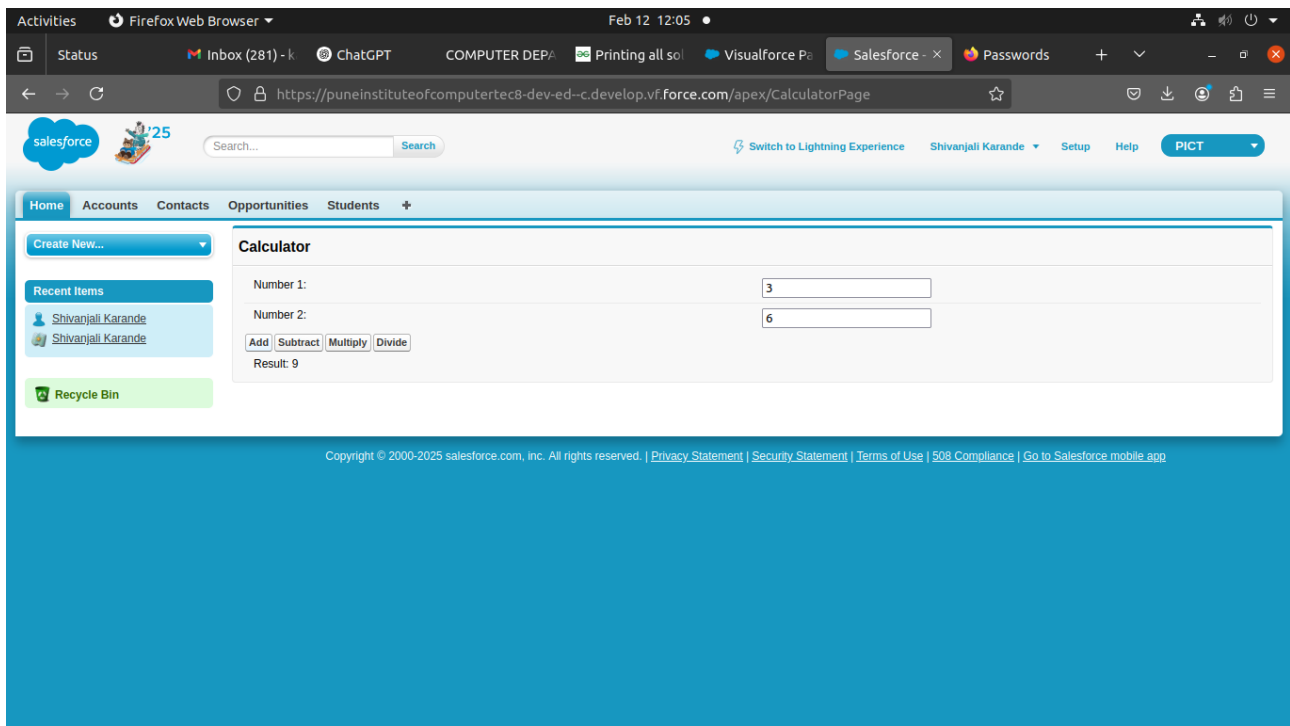 Activities Firefox Web Browser Feb 12 12:05
Status Inbox (281) - k ChatGPT COMPUTER DEPA Printing all sol Visualforce Pa Salesforce - Passwords
https://puneinstituteofcomputertec8-dev-ed--c.develop.vf.force.com/apex/CalculatorPage
salesforce '25 Search... Search Switch to Lightning Experience Shivanjali Karande Setup Help PICT
Home Accounts Contacts Opportunities Students +
Create New...
Recent Items
Shivanjali Karande
Shivanjali Karande
Recycle Bin
Calculator
Number 1: 3
Number 2: 6
Add Subtract Multiply Divide
Result: 9
Copyright © 2000-2025 salesforce.com, inc. All rights reserved. | Privacy Statement | Security Statement | Terms of Use | 508 Compliance | Go to Salesforce mobile app